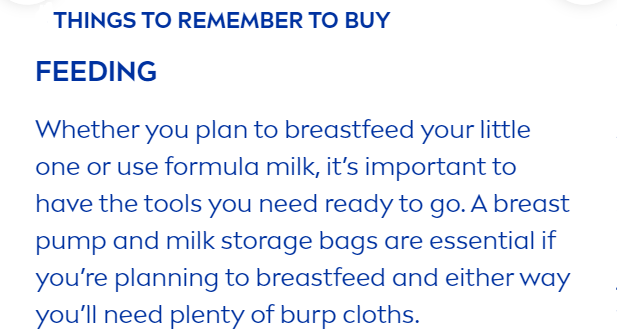 THINGS TO REMEMBER TO BUY
FEEDING
Whether you plan to breastfeed your little
one or use formula milk, it's important to
have the tools you need ready to go. A breast
pump and milk storage bags are essential if
you're planning to breastfeed and either way
you'll need plenty of burp cloths.